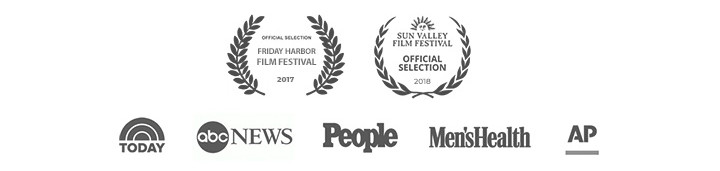 OFFICIAL SELECTION
FRIDAY HARBOR
FILM FESTIVAL
2017
SUN VALLEY
FILM FESTIVAL
OFFICIAL
SELECTION
2018
TODAY
abc NEWS
People
Men'sHealth
AP